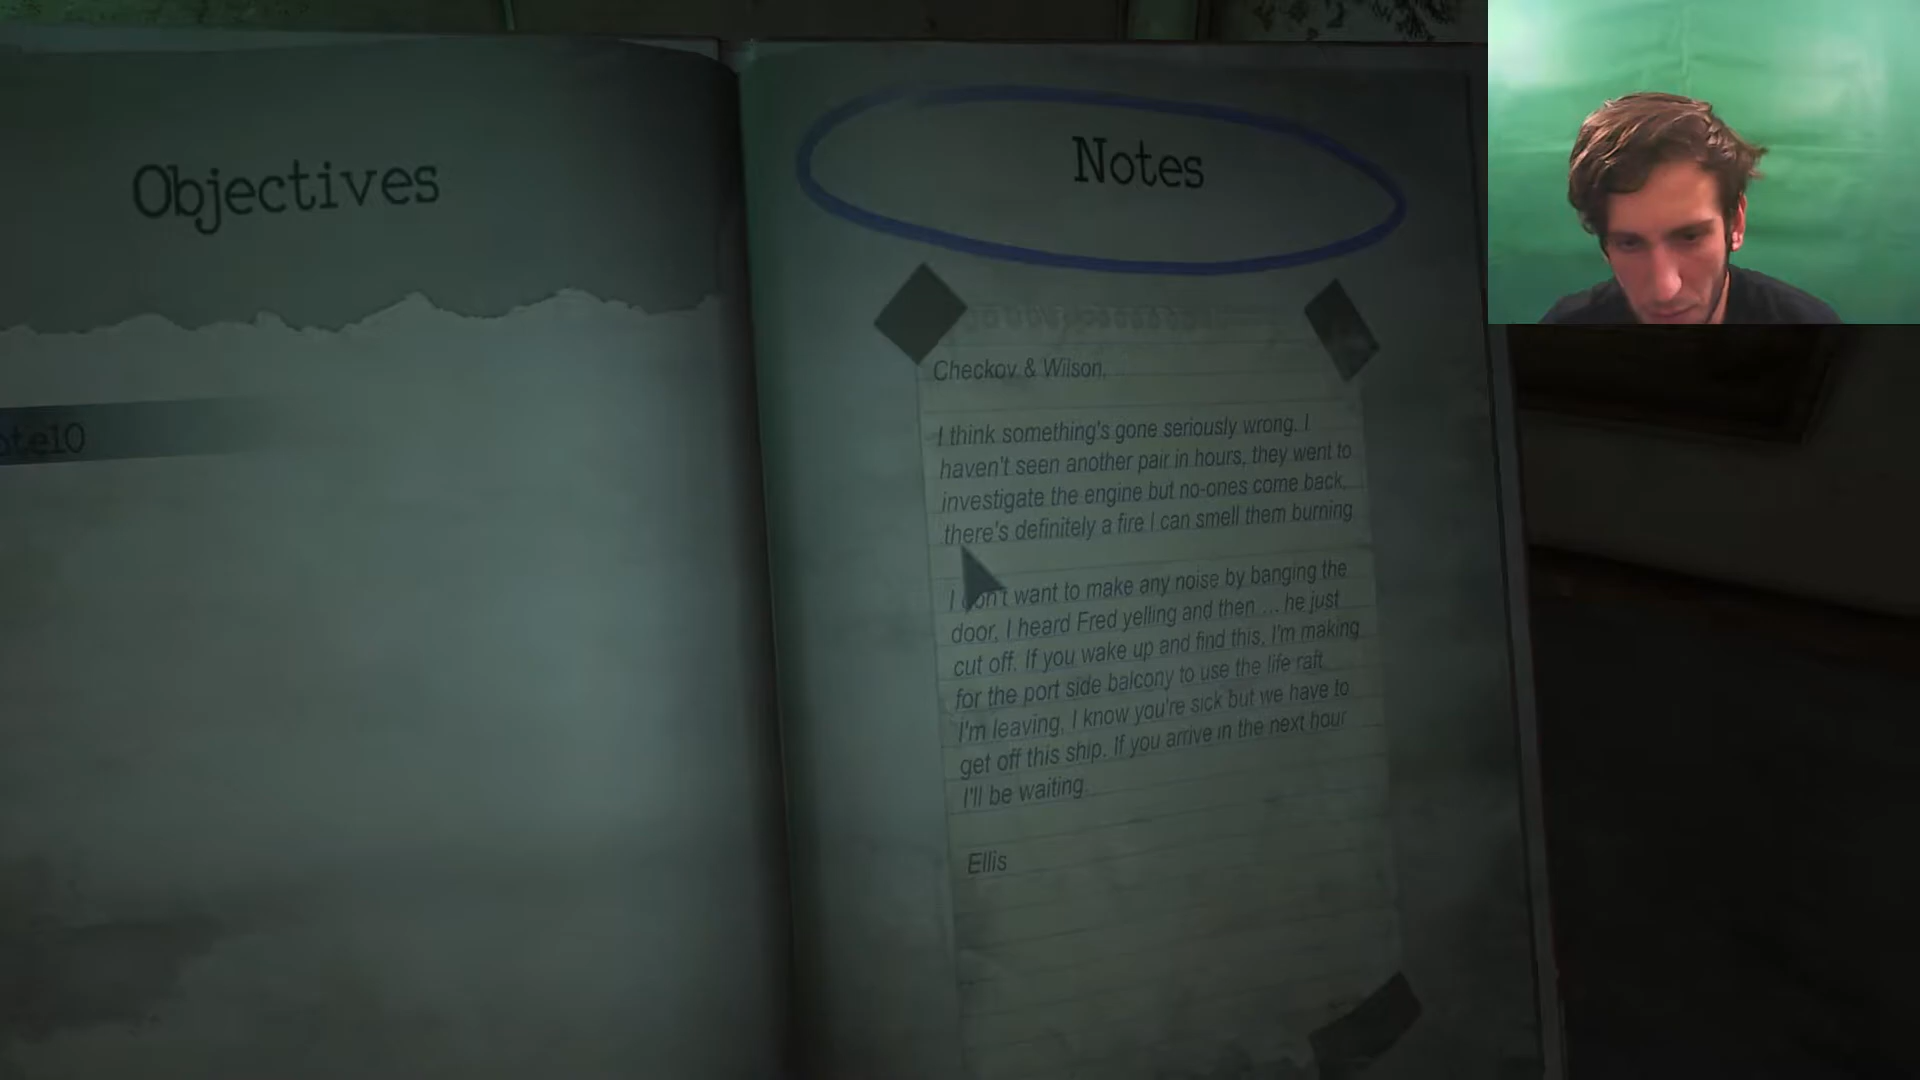 Objectives
ote10
Notes
Checkov & Wilson,
I think something's gone seriously wrong. I
haven't seen another pair in hours, they went to
investigate the engine but no-ones come back,
there's definitely a fire I can smell them burning
I don't want to make any noise by banging the
door, I heard Fred yelling and then ... he just
cut off. If you wake up and find this, I'm making
for the port side balcony to use the life raft
I'm leaving, I know you're sick but we have to
get off this ship. If you arrive in the next hour
I'll be waiting.
Ellis